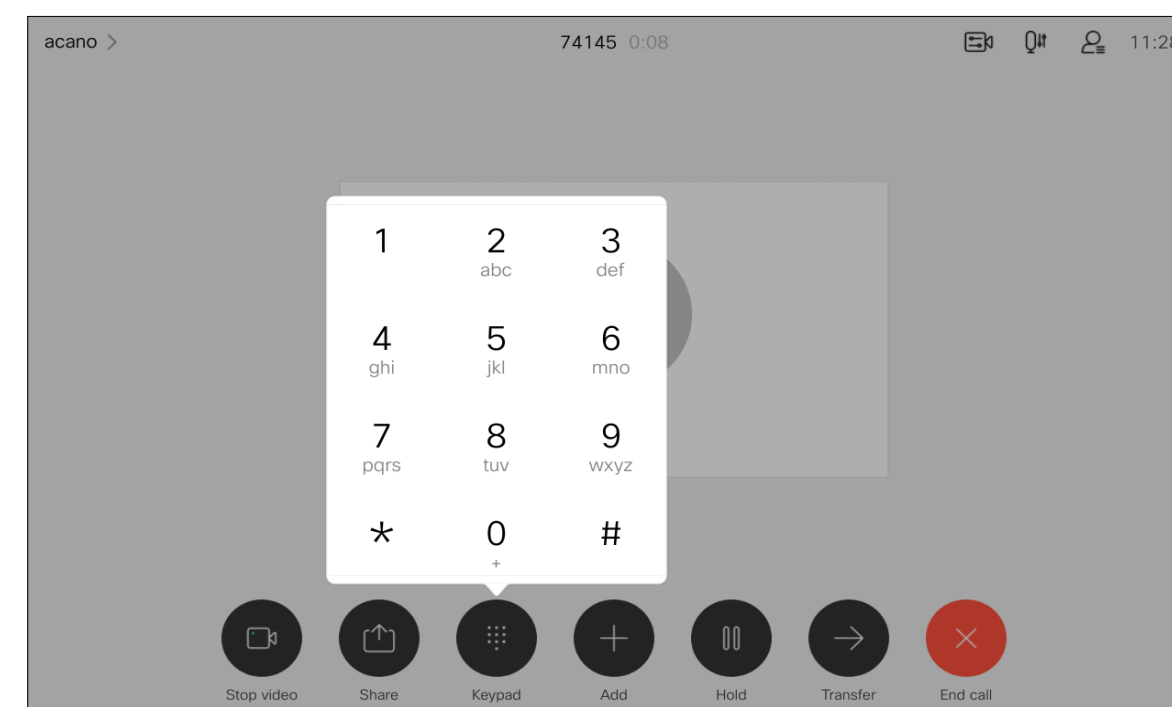 acano
74145 0:08
11:28
1 2 3
abc def
4 5 6
ghi jkl mno
7 8 9
pqrs tuv wxyz
* 0 #
+
Stop video Share Keypad Add Hold Transfer End call